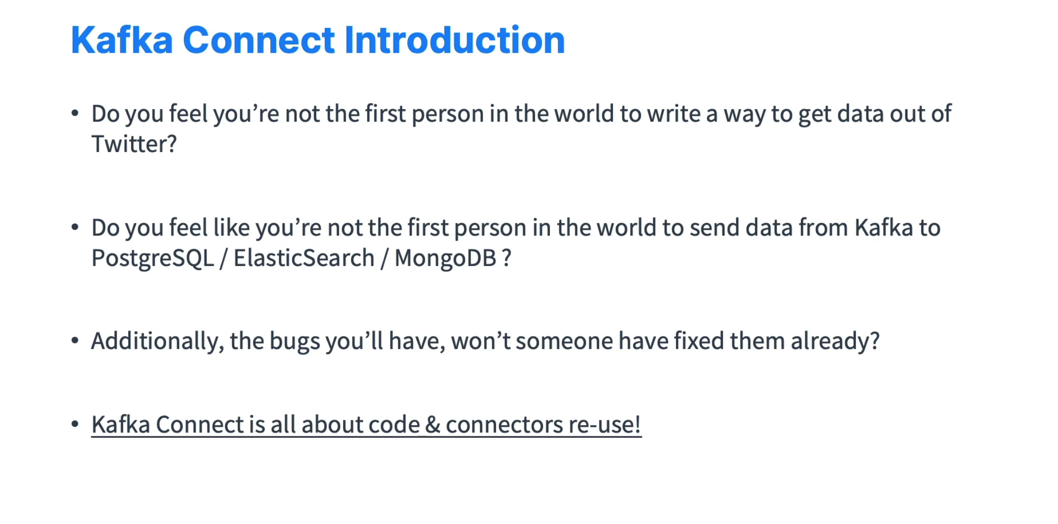 Kafka Connect Introduction
• Do you feel you’re not the first person in the world to write a way to get data out of
Twitter?
• Do you feel like you’re not the first person in the world to send data from Kafka to
PostgreSQL / ElasticSearch / MongoDB ?
• Additionally, the bugs you’ll have, won’t someone have fixed them already?
• Kafka Connect is all about code & connectors re-use!